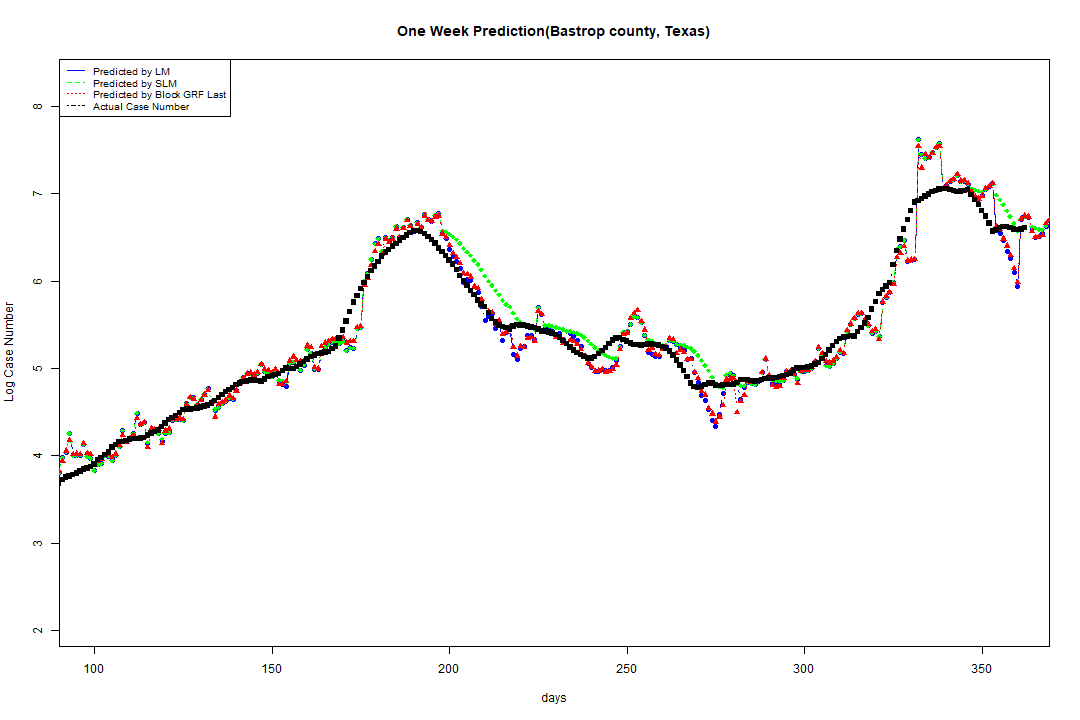 One Week Prediction(Bastrop county, Texas)
Predicted by LM
Predicted by SLM
Predicted by Block GRF Last
Actual Case Number
8
7
6
5
4
3
2
Log Case Number
100 150 200 250 300 350
days